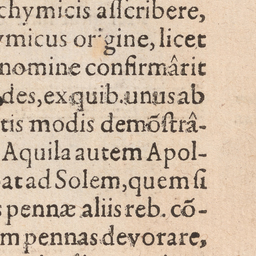 chymicis aſſcribere,
ymicus origine, licet
nomine confirmârit
des, ex quib. unus ab
tis modis demõſtrâ-
Aquila autem Apol-
at ad Solem, quem ſi
s pennæ aliis reb. cõ-
m pennas devorare,